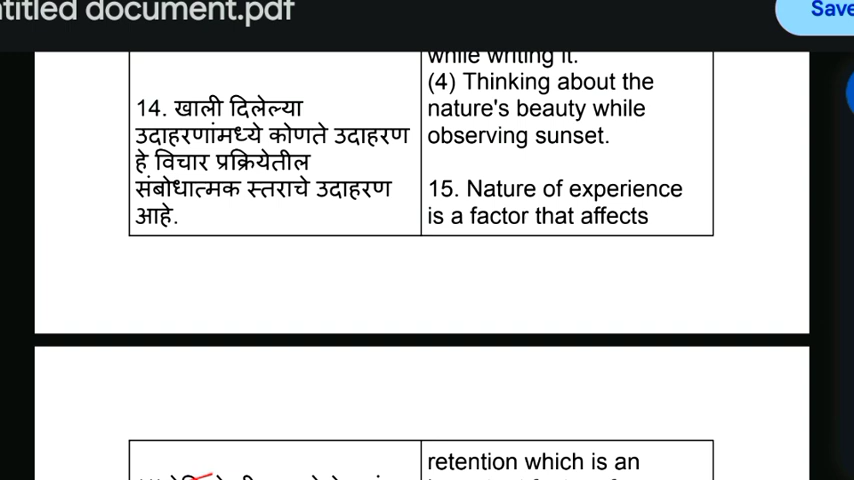 ntitled document.pdf
Save
14. खाली दिलेल्या
उदाहरणांमध्ये कोणते उदाहरण
हे विचार प्रक्रियेतील
संबोधात्मक स्तराचे उदाहरण
आहे.
while writing it.
(4) Thinking about the
nature's beauty while
observing sunset.
15. Nature of experience
is a factor that affects
retention which is an